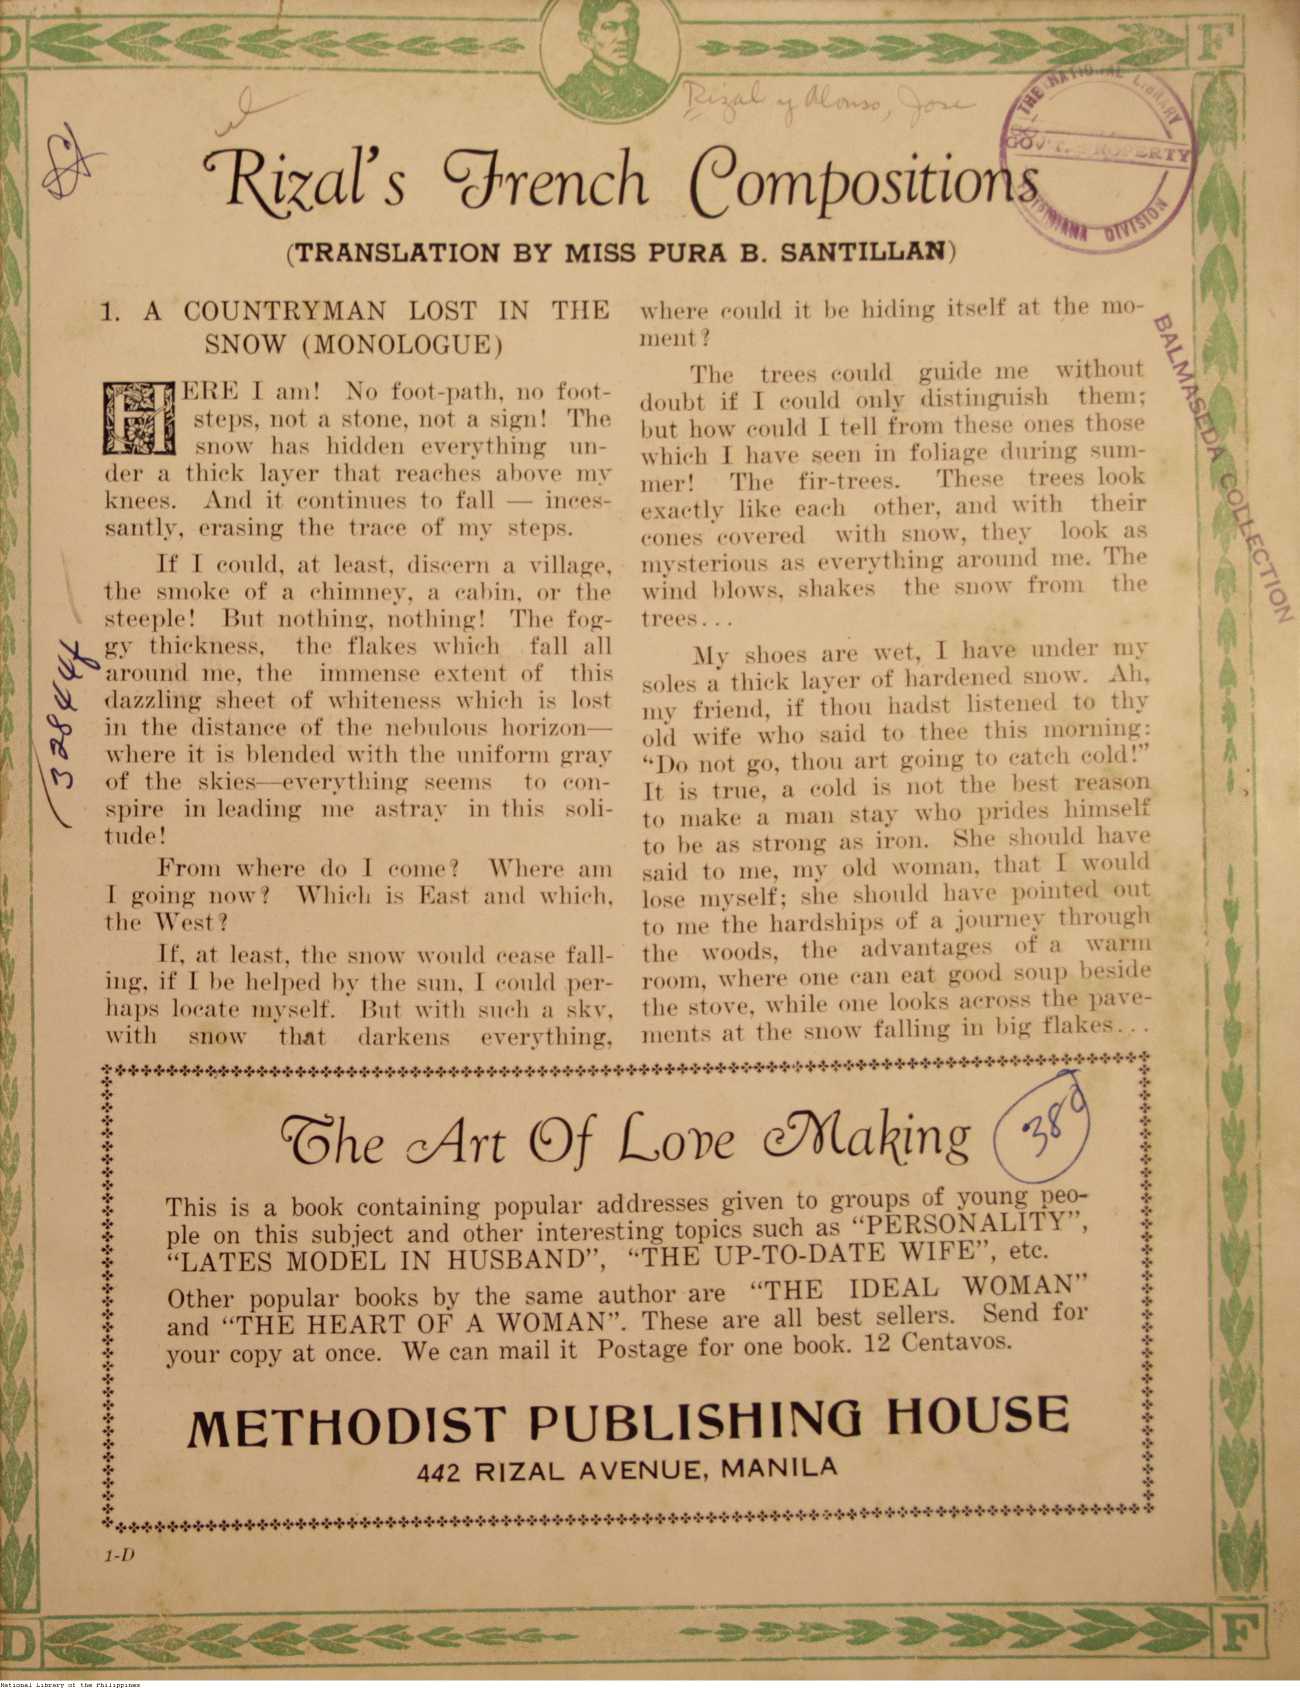 D
F
Rizal y Alonso, Jose
THE NATIONAL LIBRARY
GOV'T. PROPERTY
DIVISION
Rizal's French Compositions
(TRANSLATION BY MISS PURA B. SANTILLAN)
1. A COUNTRYMAN LOST IN THE
SNOW (MONOLOGUE)
HERE I am! No foot-path, no foot-
steps, not a stone, not a sign! The
snow has hidden everything un-
der a thick layer that reaches above my
knees. And it continues to fall — inces-
santly, erasing the trace of my steps.
If I could, at least, discern a village,
the smoke of a chimney, a cabin, or the
steeple! But nothing, nothing! The fog-
gy thickness, the flakes which fall all
around me, the immense extent of this
dazzling sheet of whiteness which is lost
in the distance of the nebulous horizon—
where it is blended with the uniform gray
of the skies—everything seems to con-
spire in leading me astray in this soli-
tude!
From where do I come? Where am
I going now? Which is East and which,
the West?
If, at least, the snow would cease fall-
ing, if I be helped by the sun, I could per-
haps locate myself. But with such a sky,
with snow that darkens everything,
where could it be hiding itself at the mo-
ment?
The trees could guide me without
doubt if I could only distinguish them;
but how could I tell from these ones those
which I have seen in foliage during sum-
mer! The fir-trees. These trees look
exactly like each other, and with their
cones covered with snow, they look as
mysterious as everything around me. The
wind blows, shakes the snow from the
trees...
My shoes are wet, I have under my
soles a thick layer of hardened snow. Ah,
my friend, if thou hadst listened to thy
old wife who said to thee this morning:
“Do not go, thou art going to catch cold!”
It is true, a cold is not the best reason
to make a man stay who prides himself
to be as strong as iron. She should have
said to me, my old woman, that I would
lose myself; she should have pointed out
to me the hardships of a journey through
the woods, the advantages of a warm
room, where one can eat good soup beside
the stove, while one looks across the pave-
ments at the snow falling in big flakes...
BALMASEDA COLLECTION
The Art Of Love Making
This is a book containing popular addresses given to groups of young peo-
ple on this subject and other interesting topics such as “PERSONALITY”,
“LATES MODEL IN HUSBAND”, “THE UP-TO-DATE WIFE”, etc.
Other popular books by the same author are “THE IDEAL WOMAN”
and “THE HEART OF A WOMAN”. These are all best sellers. Send for
your copy at once. We can mail it Postage for one book. 12 Centavos.
METHODIST PUBLISHING HOUSE
442 RIZAL AVENUE, MANILA
1-D
D
F
National Library of the Philippines